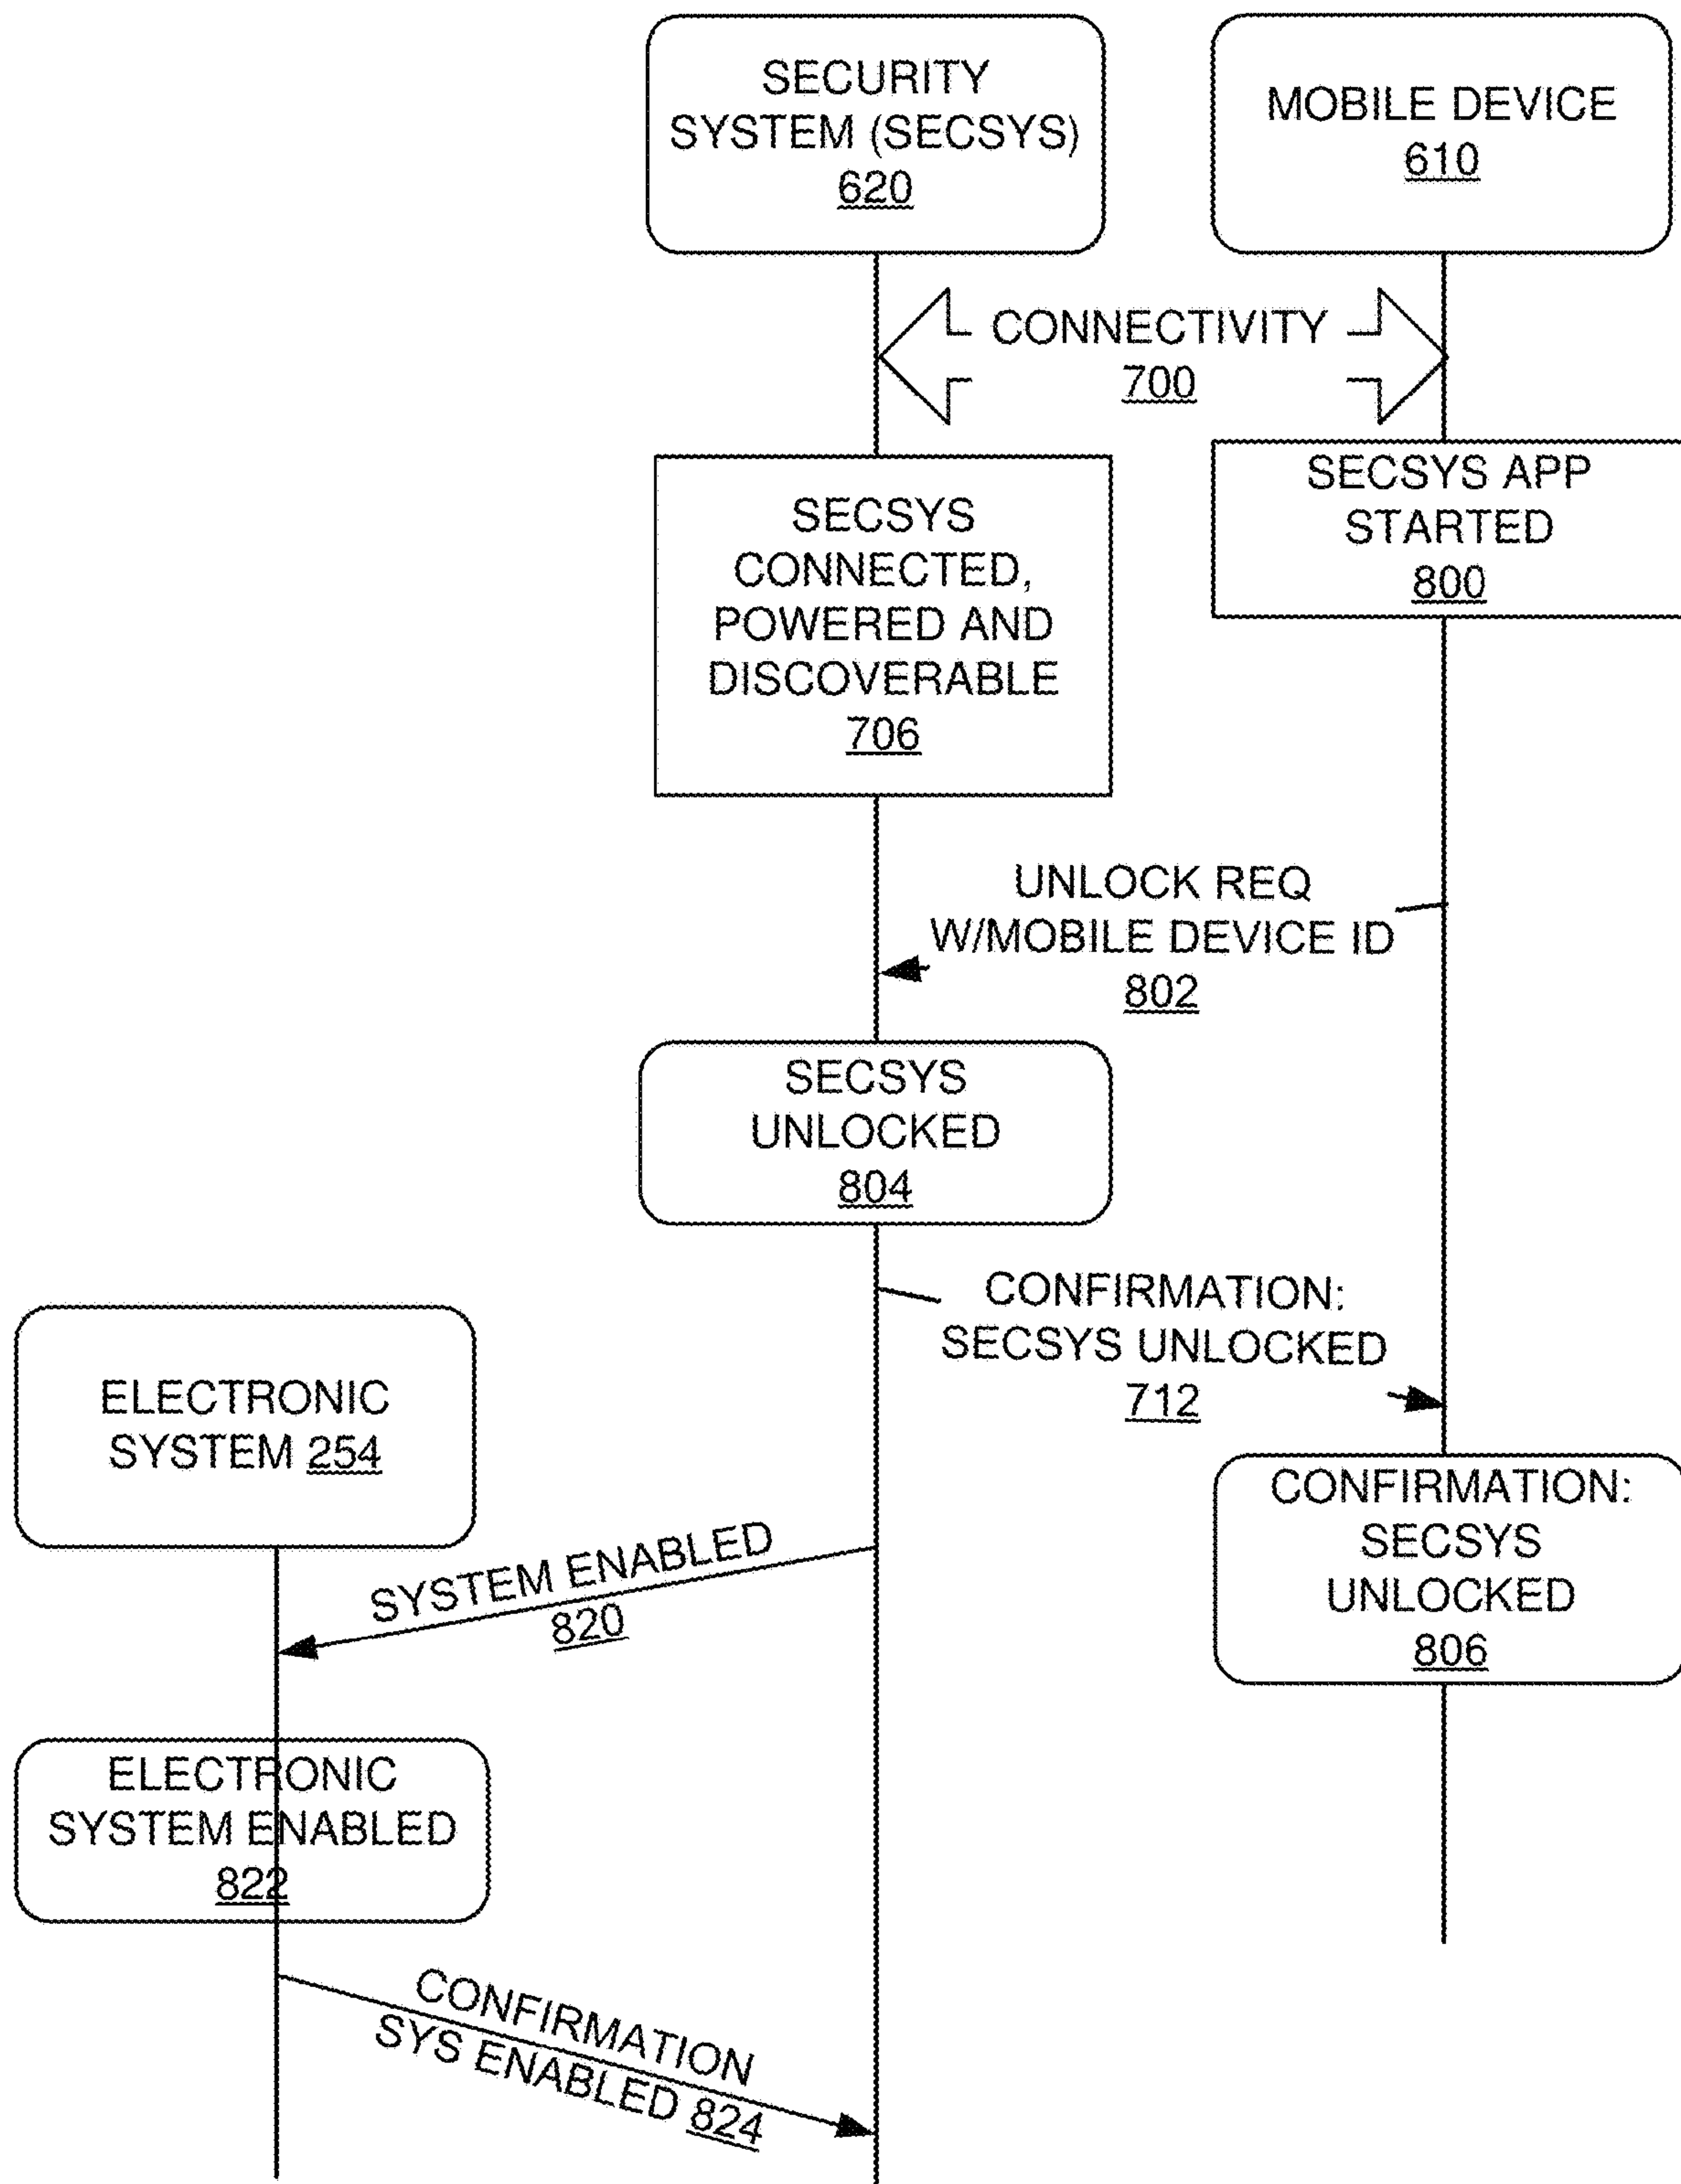 SECURITY
SYSTEM (SECSYS)
620
MOBILE DEVICE
610
CONNECTIVITY
700
SECSYS APP
STARTED
800
SECSYS
CONNECTED,
POWERED AND
DISCOVERABLE
706
UNLOCK REQ
W/MOBILE DEVICE ID
802
SECSYS
UNLOCKED
804
CONFIRMATION:
SECSYS UNLOCKED
712
ELECTRONIC
SYSTEM 254
CONFIRMATION:
SECSYS
UNLOCKED
806
SYSTEM ENABLED
820
ELECTRONIC
SYSTEM ENABLED
822
CONFIRMATION
SYS ENABLED 824